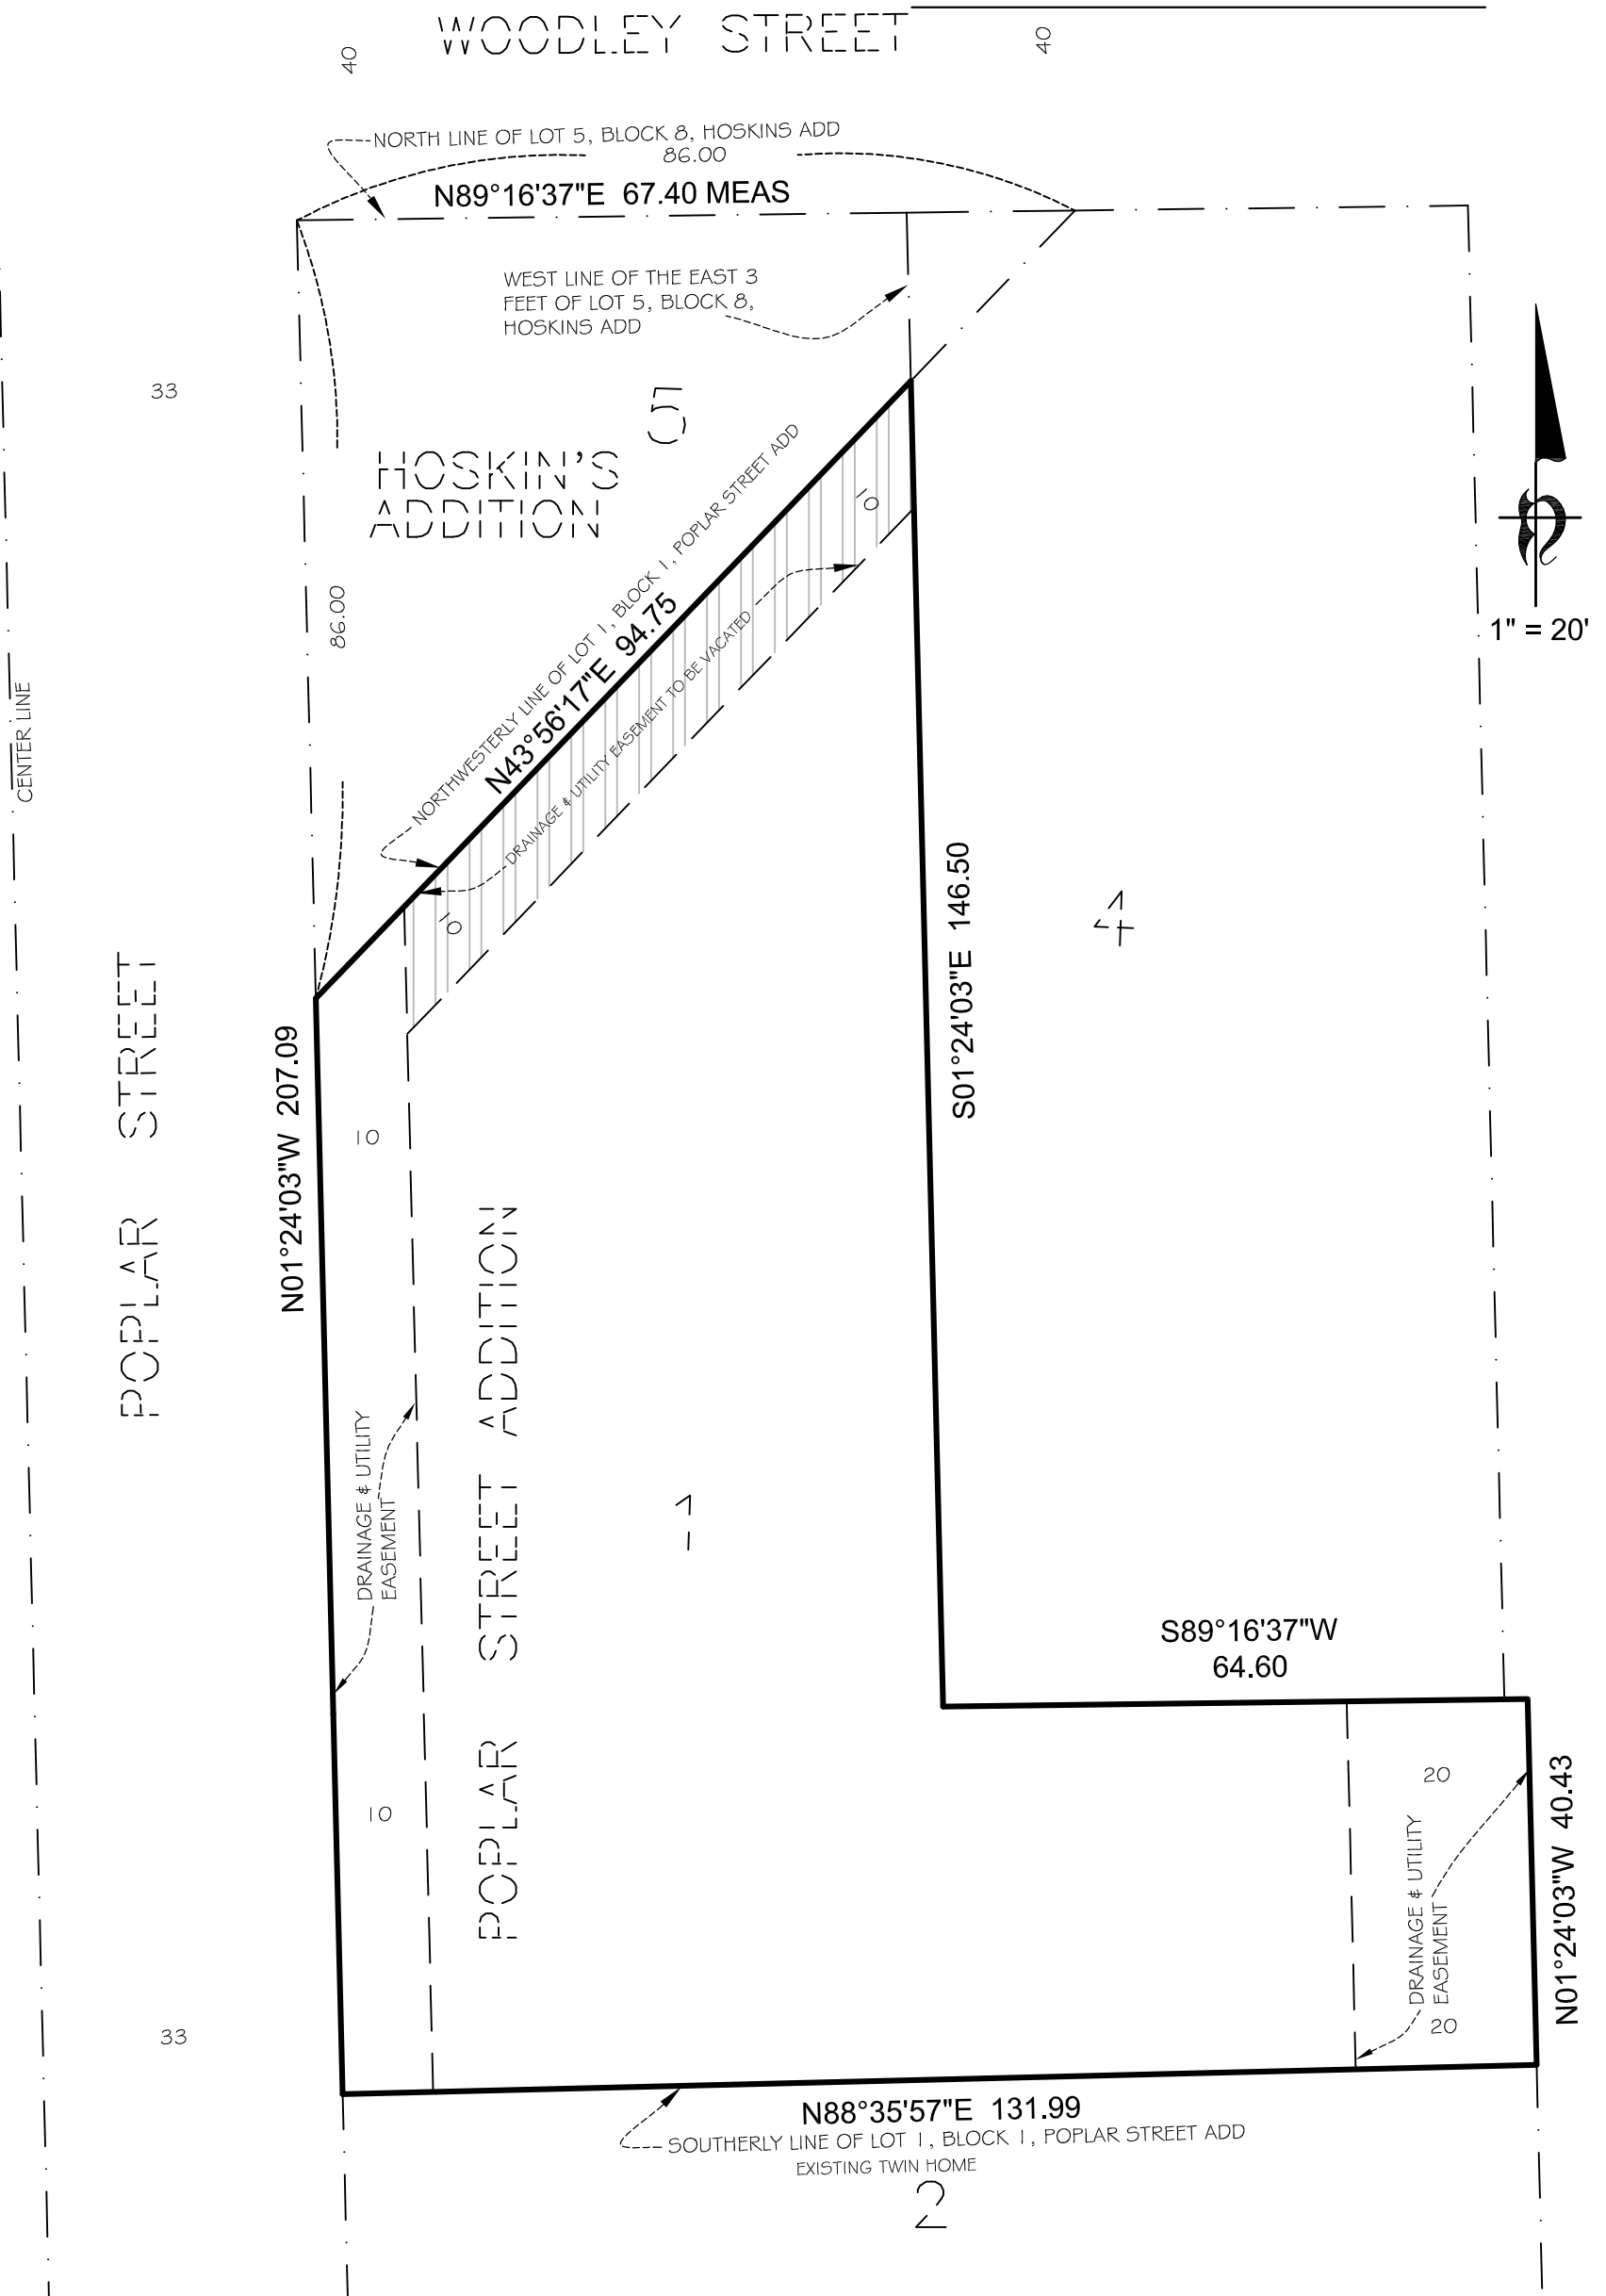 WOODLEY STREET
40
40
NORTH LINE OF LOT 5, BLOCK 8, HOSKINS ADD
86.00
N89°16'37"E 67.40 MEAS
WEST LINE OF THE EAST 3
FEET OF LOT 5, BLOCK 8,
HOSKINS ADD
33
5
HOSKIN'S
ADDITION
86.00
NORTHWESTERLY LINE OF LOT 1, BLOCK 1, POPLAR STREET ADD
N43°56'17"E 94.75
DRAINAGE & UTILITY EASEMENT TO BE VACATED
10
10
1" = 20'
CENTER LINE
POPLAR STREET
N01°24'03"W 207.09
10
S01°24'03"E 146.50
4
DRAINAGE & UTILITY
EASEMENT
POPLAR STREET ADDITION
1
S89°16'37"W
64.60
10
20
DRAINAGE & UTILITY
EASEMENT
20
N01°24'03"W 40.43
33
N88°35'57"E 131.99
SOUTHERLY LINE OF LOT 1, BLOCK 1, POPLAR STREET ADD
EXISTING TWIN HOME
2